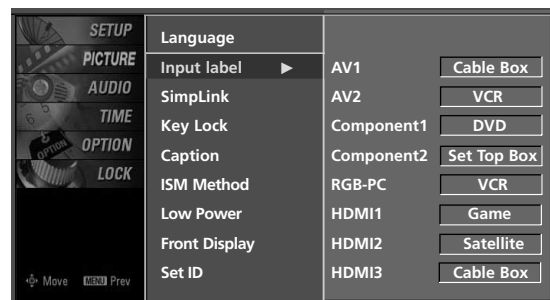 SETUP
PICTURE
AUDIO
TIME
OPTION
LOCK
Move MENU Prev
Language
Input label ►
SimpLink
Key Lock
Caption
ISM Method
Low Power
Front Display
Set ID
AV1 Cable Box
AV2 VCR
Component1 DVD
Component2 Set Top Box
RGB-PC VCR
HDMI1 Game
HDMI2 Satellite
HDMI3 Cable Box